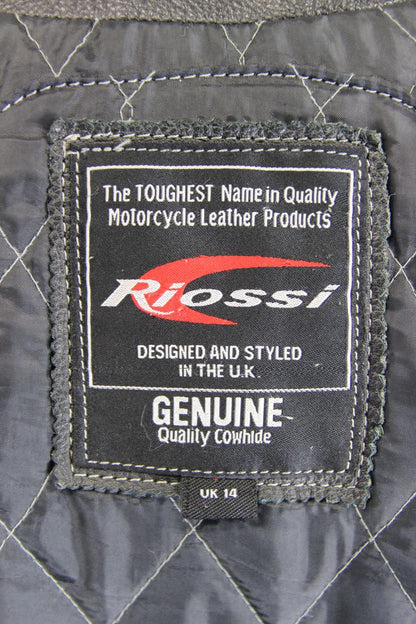 The TOUGHEST Name in Quality
Motorcycle Leather Products
Riossi
DESIGNED AND STYLED
IN THE U.K.
GENUINE
Quality Cowhide
UK 14